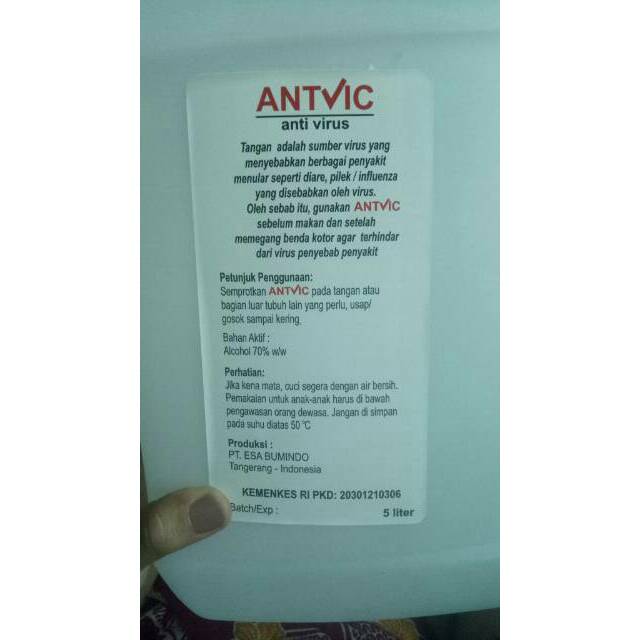 ANTVIC
anti virus
Tangan adalah sumber virus yang
menyebabkan berbagai penyakit
menular seperti diare, pilek / influenza
yang disebabkan oleh virus.
Oleh sebab itu, gunakan ANTVIC
sebelum makan dan setelah
memegang benda kotor agar terhindar
dari virus penyebab penyakit
Petunjuk Penggunaan:
Semprotkan ANTVIC pada tangan atau
bagian luar tubuh lain yang perlu, usap/
gosok sampai kering.
Bahan Aktif :
Alcohol 70% w/w
Perhatian:
Jika kena mata, cuci segera dengan air bersih.
Pemakaian untuk anak-anak harus di bawah
pengawasan orang dewasa. Jangan di simpan
pada suhu diatas 50 °C
Produksi :
PT. ESA BUMINDO
Tangerang - Indonesia
KEMENKES RI PKD: 20301210306
Batch/Exp :
5 liter